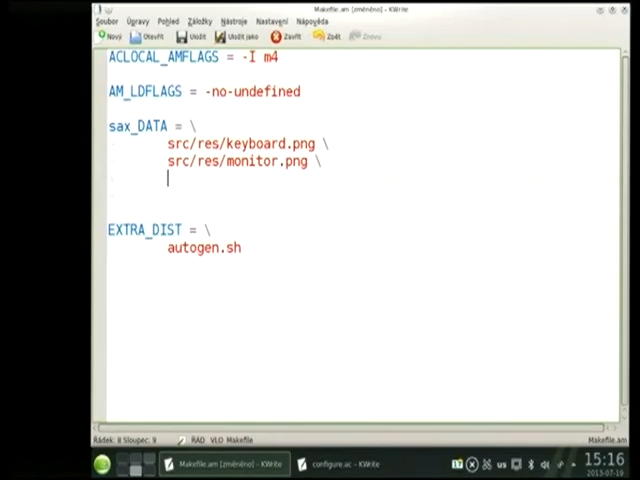 Makefile.am [změněno] - KWrite
Soubor Úpravy Pohled Záložky Nástroje Nastavení Nápověda
Nový Otevřít Uložit Uložit jako Zavřít Zpět Znovu
ACLOCAL_AMFLAGS = -I m4
AM_LDFLAGS = -no-undefined
sax_DATA = \
src/res/keyboard.png \
src/res/monitor.png \
EXTRA_DIST = \
autogen.sh
Řádek: 8 Sloupec: 9 ŘÁD VLO Makefile Makefile.am
Makefile.am [změněno] - KWrite configure.ac - KWrite us 15:16
2013-07-19